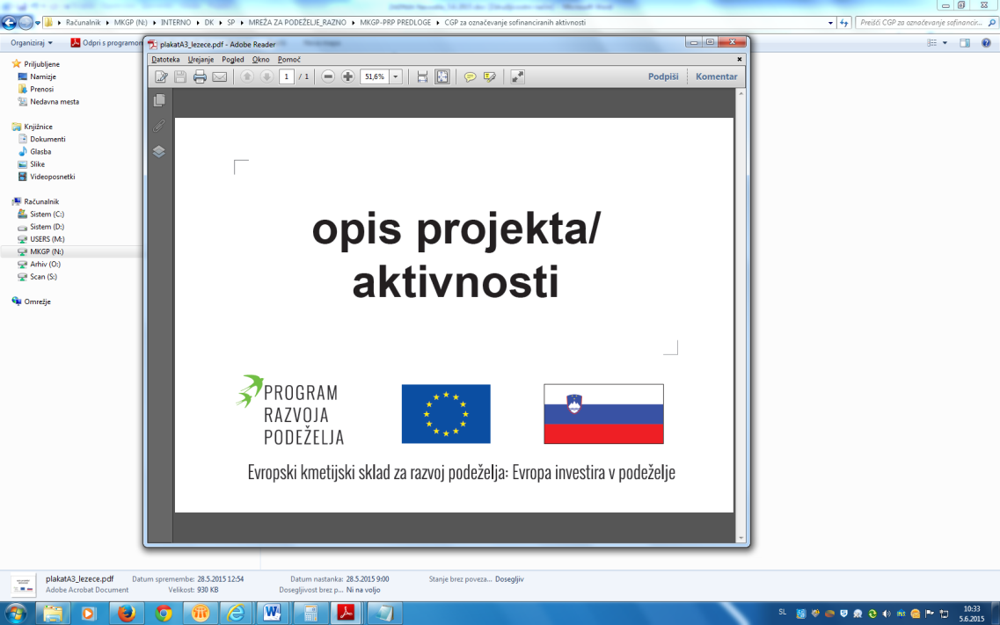 Računalnik ▸ MKGP (N:) ▸ INTERNO ▸ DK ▸ SP ▸ MREŽA ZA PODEŽELJE_RAZNO ▸ MKGP-PRP PREDLOGE ▸ CGP za označevanje sofinanciranih aktivnosti
Preišči CGP za označevanje sofinancir...
Organiziraj
Odpri s programom
Priljubljene
Namizje
Prenosi
Nedavna mesta
Knjižnice
Dokumenti
Glasba
Slike
Videoposnetki
Računalnik
Sistem (C:)
Sistem (D:)
USERS (M:)
MKGP (N:)
Arhiv (O:)
Scan (S:)
Omrežje
plakatA3_lezece.pdf - Adobe Reader
Datoteka Urejanje Pogled Okno Pomoč
1 / 1 51,6% Podpiši Komentar
opis projekta/
aktivnosti
PROGRAM
RAZVOJA
PODEŽELJA
Evropski kmetijski sklad za razvoj podeželja: Evropa investira v podeželje
plakatA3_lezece.pdf Datum spremembe: 28.5.2015 12:54 Datum nastanka: 28.5.2015 9:00 Stanje brez poveza... Dosegljiv
Adobe Acrobat Document Velikost: 930 KB Dosegljivost brez p... Ni na voljo
SL
10:33
5.6.2015